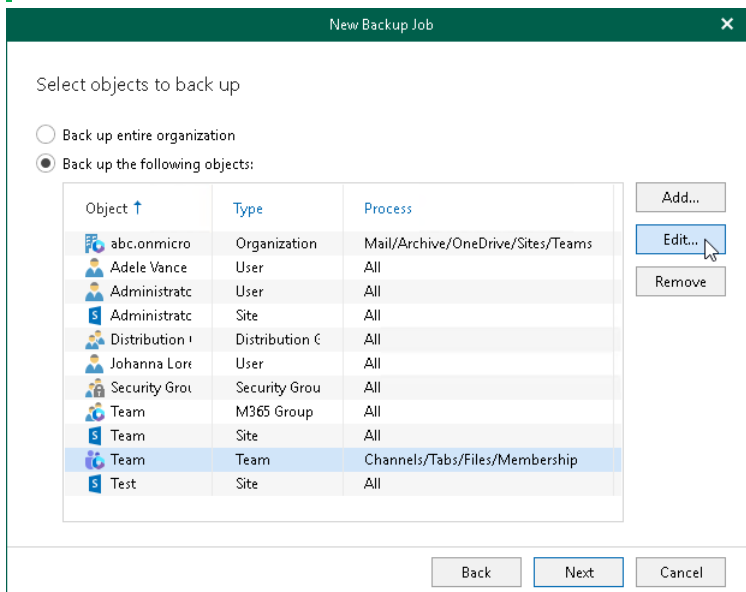 New Backup Job
Select objects to back up
Back up entire organization
Back up the following objects:
Object Type Process
abc.onmicro Organization Mail/Archive/OneDrive/Sites/Teams
Adele Vance User All
Administratc User All
Administratc Site All
Distribution Distribution G All
Johanna Lore User All
Security Grou Security Grou All
Team M365 Group All
Team Site All
Team Team Channels/Tabs/Files/Membership
Test Site All
Add...
Edit...
Remove
Back Next Cancel